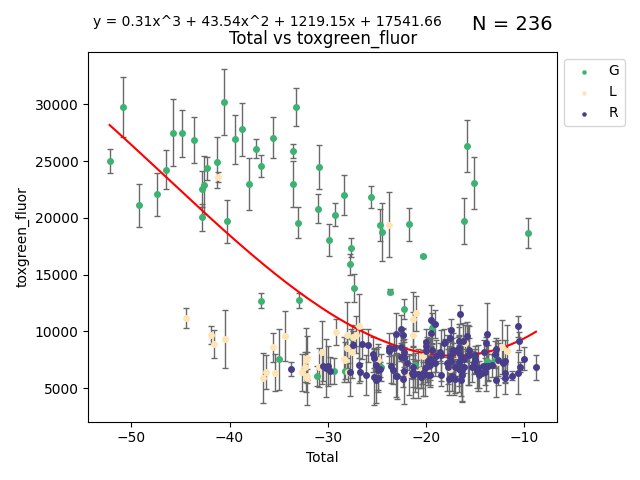 y = 0.31x^3 + 43.54x^2 + 1219.15x + 17541.66
N = 236
Total vs toxgreen_fluor
G
L
R
30000
25000
20000
15000
10000
5000
toxgreen_fluor
−50 −40 −30 −20 −10
Total